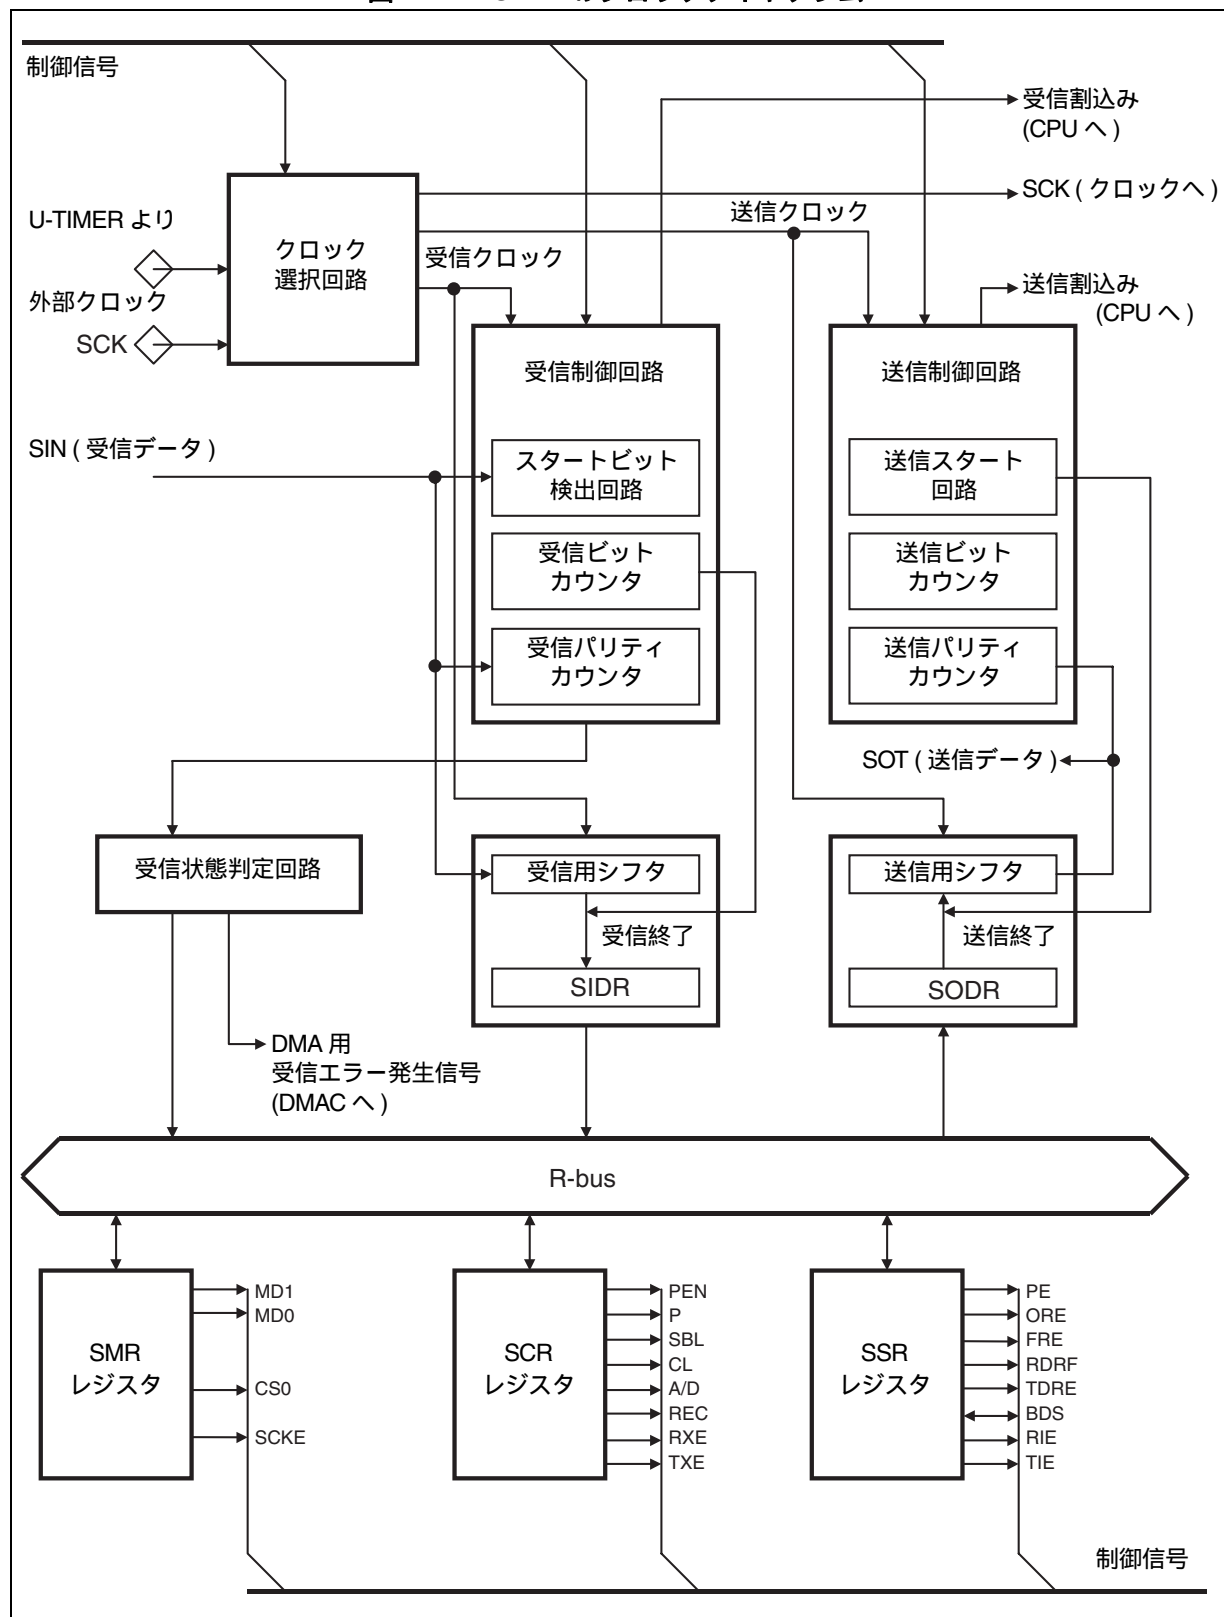 制御信号
受信割込み
(CPU へ )
SCK ( クロックへ )
U-TIMER より
送信クロック
クロック
選択回路
受信クロック
外部クロック
SCK
送信割込み
(CPU へ )
受信制御回路
送信制御回路
SIN ( 受信データ )
スタートビット
検出回路
送信スタート
回路
受信ビット
カウンタ
送信ビット
カウンタ
受信パリティ
カウンタ
送信パリティ
カウンタ
SOT ( 送信データ )
受信状態判定回路
受信用シフタ
送信用シフタ
受信終了
送信終了
SIDR
SODR
DMA 用
受信エラー発生信号
(DMAC へ )
R-bus
SMR
レジスタ
MD1
MD0
CS0
SCKE
SCR
レジスタ
PEN
P
SBL
CL
A/D
REC
RXE
TXE
SSR
レジスタ
PE
ORE
FRE
RDRF
TDRE
BDS
RIE
TIE
制御信号